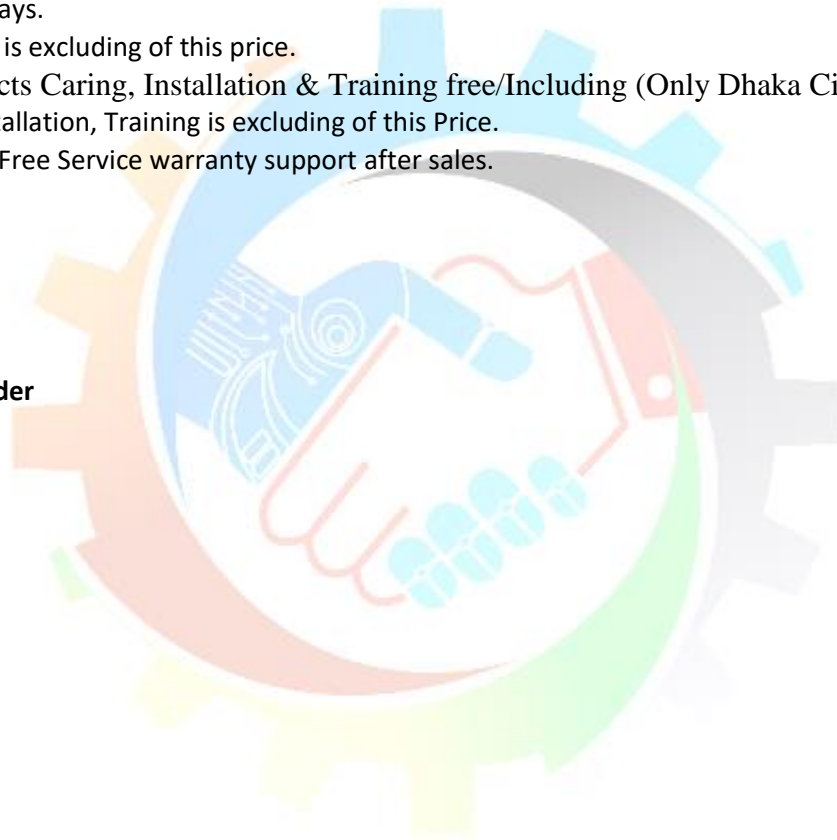 ays.
is excluding of this price.
cts Caring, Installation & Training free/Including (Only Dhaka Ci
tallation, Training is excluding of this Price.
Free Service warranty support after sales.
der